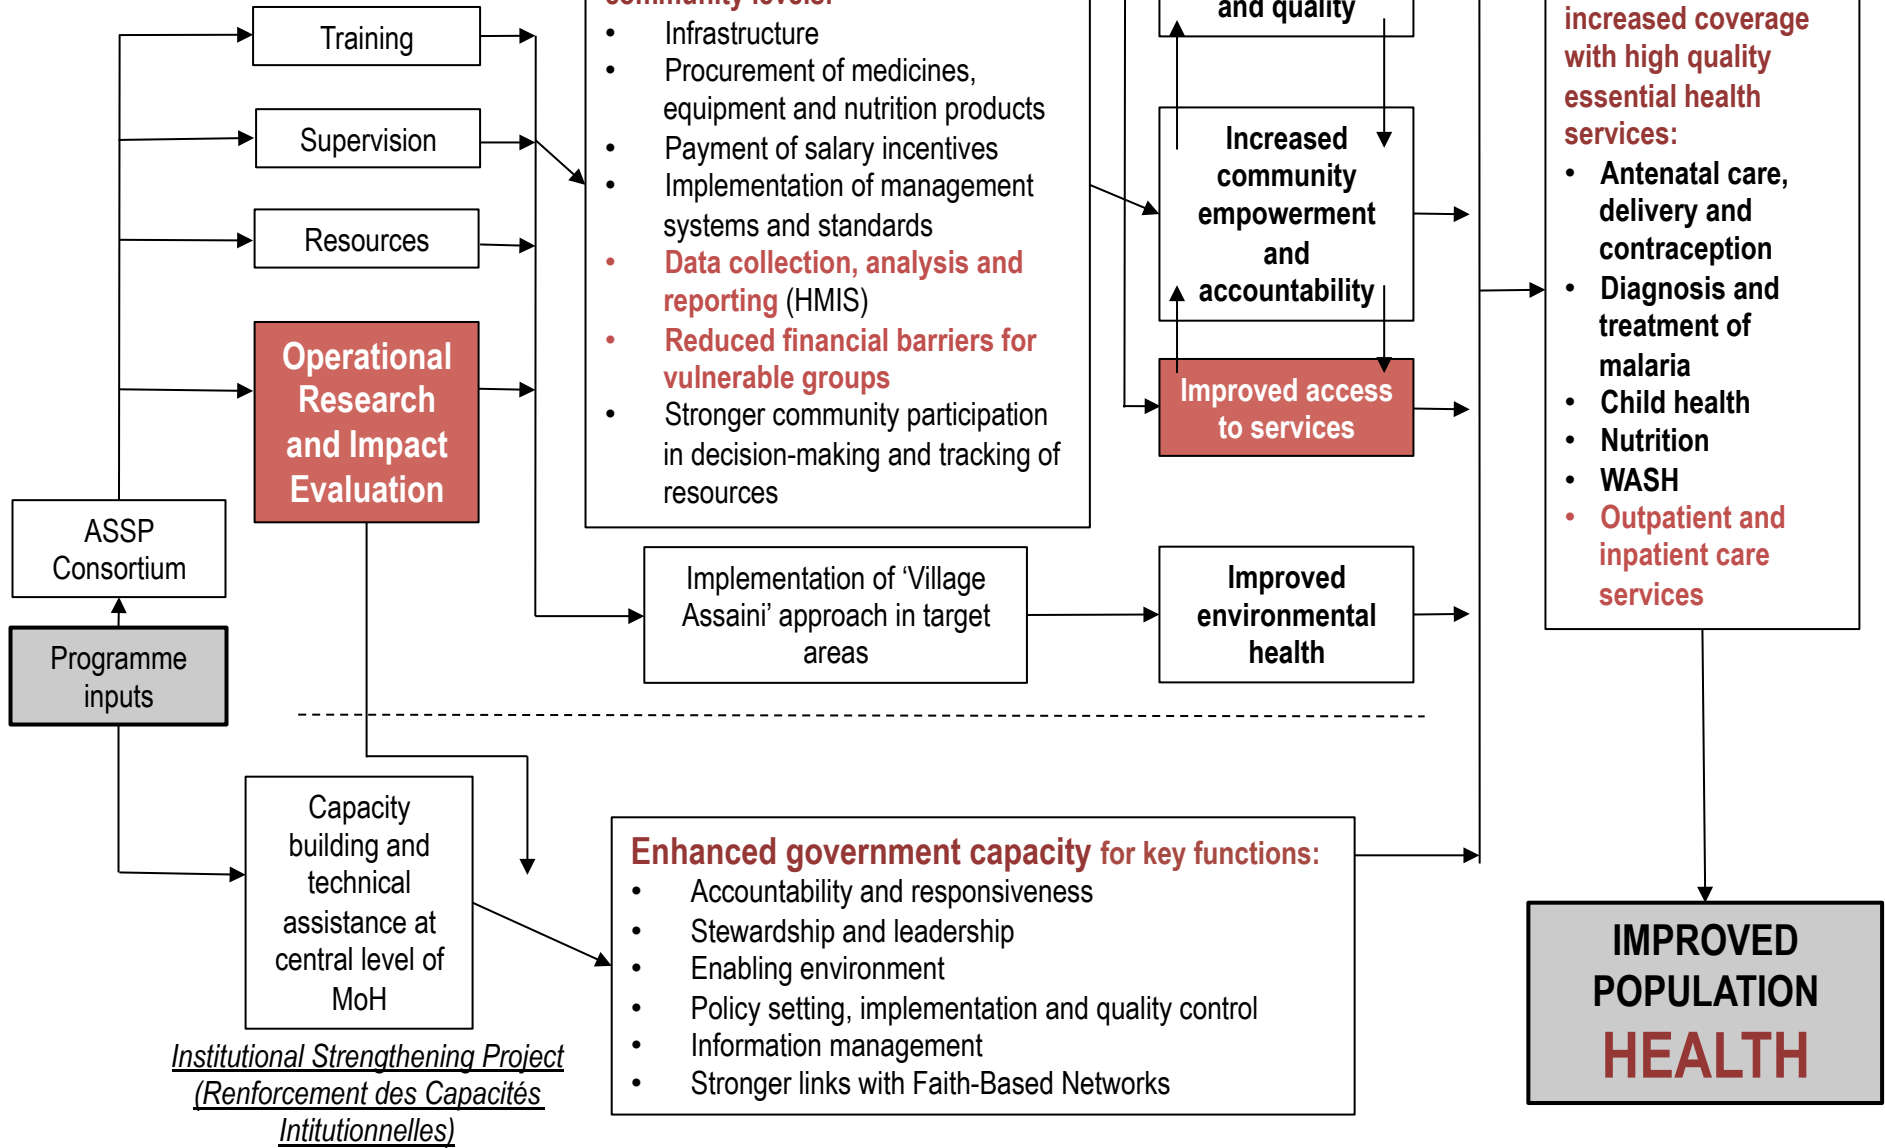 Training
Supervision
Resources
Operational
Research
and Impact
Evaluation
ASSP
Consortium
Programme
inputs
community levels:
• Infrastructure
• Procurement of medicines,
equipment and nutrition products
• Payment of salary incentives
• Implementation of management
systems and standards
• Data collection, analysis and
reporting (HMIS)
• Reduced financial barriers for
vulnerable groups
• Stronger community participation
in decision-making and tracking of
resources
Implementation of ‘Village
Assaini’ approach in target
areas
and quality
Increased
community
empowerment
and
accountability
Improved access
to services
Improved
environmental
health
increased coverage
with high quality
essential health
services:
• Antenatal care,
delivery and
contraception
• Diagnosis and
treatment of
malaria
• Child health
• Nutrition
• WASH
• Outpatient and
inpatient care
services
Capacity
building and
technical
assistance at
central level of
MoH
Institutional Strengthening Project
(Renforcement des Capacités
Intitutionnelles)
Enhanced government capacity for key functions:
• Accountability and responsiveness
• Stewardship and leadership
• Enabling environment
• Policy setting, implementation and quality control
• Information management
• Stronger links with Faith-Based Networks
IMPROVED
POPULATION
HEALTH